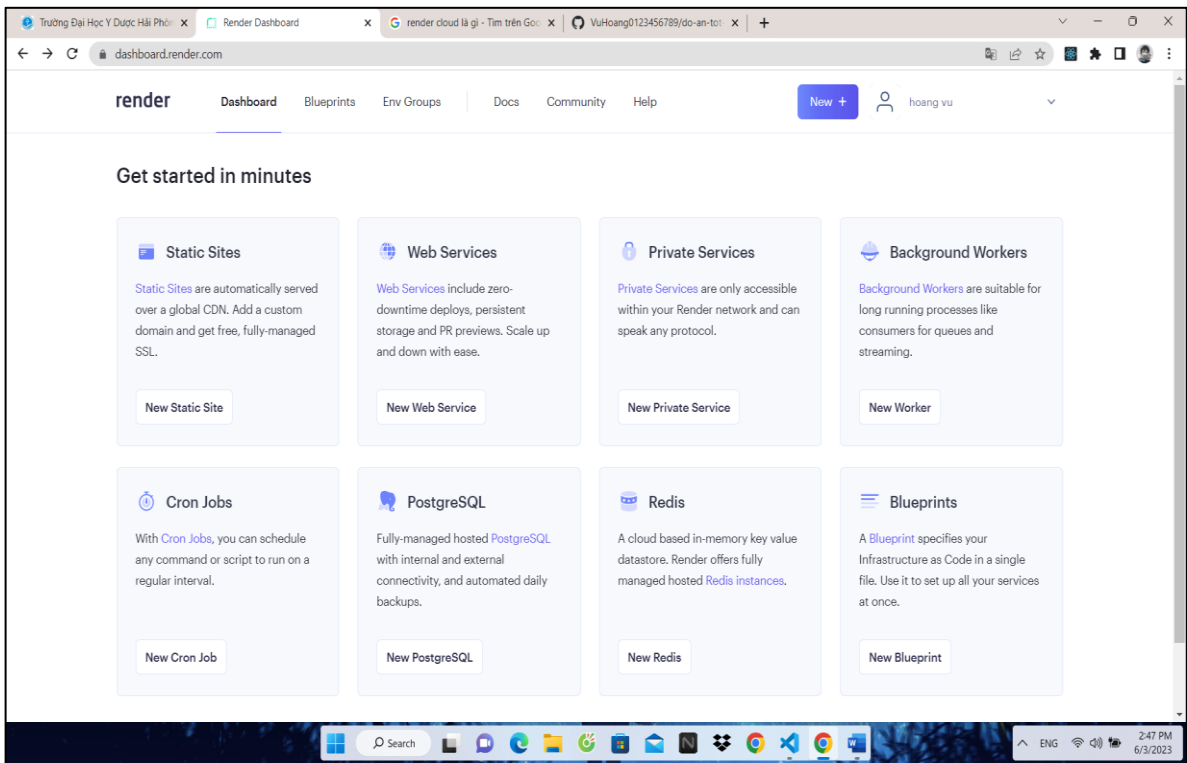 Trường Đại Học Y Dược Hải Phòn
Render Dashboard
render cloud là gì - Tìm trên Goo
VuHoang0123456789/do-an-tot
dashboard.render.com
render
Dashboard
Blueprints
Env Groups
Docs
Community
Help
New +
hoang vu
Get started in minutes
Static Sites
Static Sites are automatically served
over a global CDN. Add a custom
domain and get free, fully-managed
SSL.
New Static Site
Web Services
Web Services include zero-
downtime deploys, persistent
storage and PR previews. Scale up
and down with ease.
New Web Service
Private Services
Private Services are only accessible
within your Render network and can
speak any protocol.
New Private Service
Background Workers
Background Workers are suitable for
long running processes like
consumers for queues and
streaming.
New Worker
Cron Jobs
With Cron Jobs, you can schedule
any command or script to run on a
regular interval.
New Cron Job
PostgreSQL
Fully-managed hosted PostgreSQL
with internal and external
connectivity, and automated daily
backups.
New PostgreSQL
Redis
A cloud based in-memory key value
datastore. Render offers fully
managed hosted Redis instances.
New Redis
Blueprints
A Blueprint specifies your
Infrastructure as Code in a single
file. Use it to set up all your services
at once.
New Blueprint
Search
ENG
2:47 PM
6/3/2023